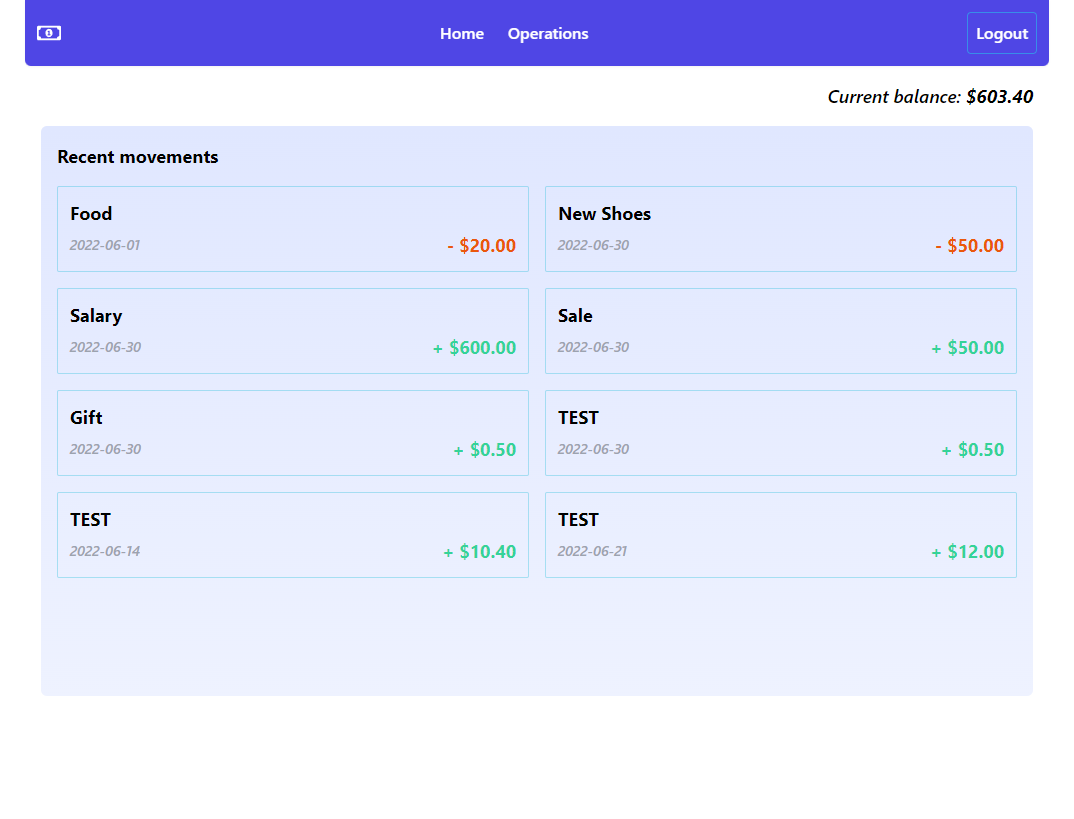 Home Operations Logout
Current balance: $603.40
Recent movements
Food
2022-06-01 - $20.00
New Shoes
2022-06-30 - $50.00
Salary
2022-06-30 + $600.00
Sale
2022-06-30 + $50.00
Gift
2022-06-30 + $0.50
TEST
2022-06-30 + $0.50
TEST
2022-06-14 + $10.40
TEST
2022-06-21 + $12.00